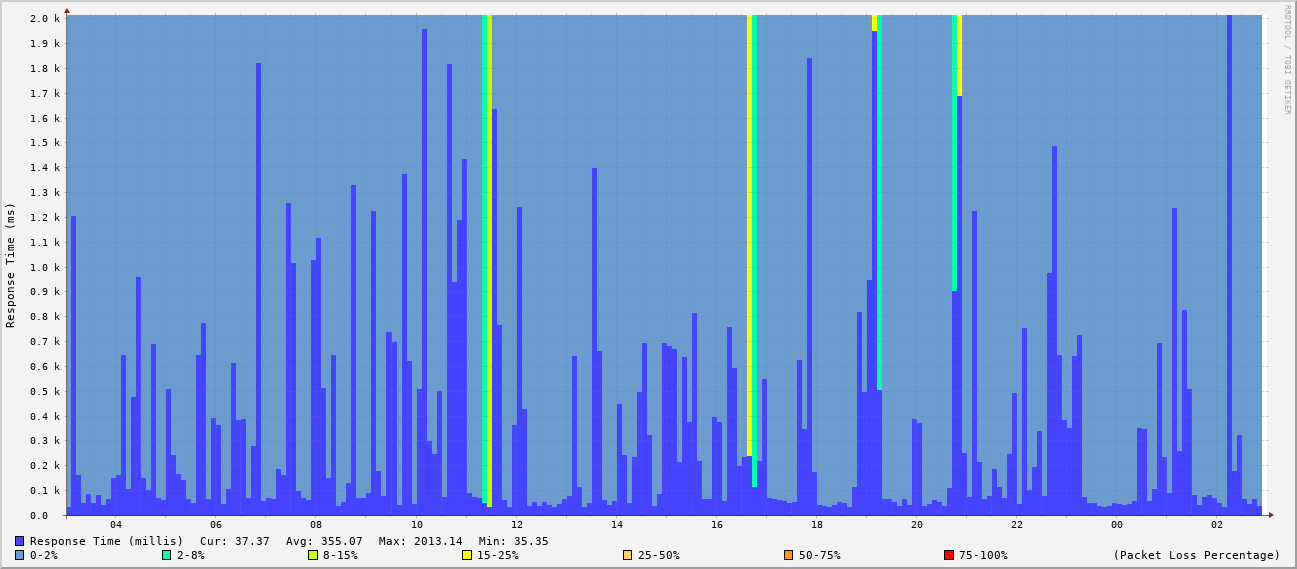 RRDTOOL / TOBI OETIKER
Response Time (ms)
2.0 k
1.9 k
1.8 k
1.7 k
1.6 k
1.5 k
1.4 k
1.3 k
1.2 k
1.1 k
1.0 k
0.9 k
0.8 k
0.7 k
0.6 k
0.5 k
0.4 k
0.3 k
0.2 k
0.1 k
0.0
04 06 08 10 12 14 16 18 20 22 00 02
Response Time (millis) Cur: 37.37 Avg: 355.07 Max: 2013.14 Min: 35.35
0-2% 2-8% 8-15% 15-25% 25-50% 50-75% 75-100% (Packet Loss Percentage)